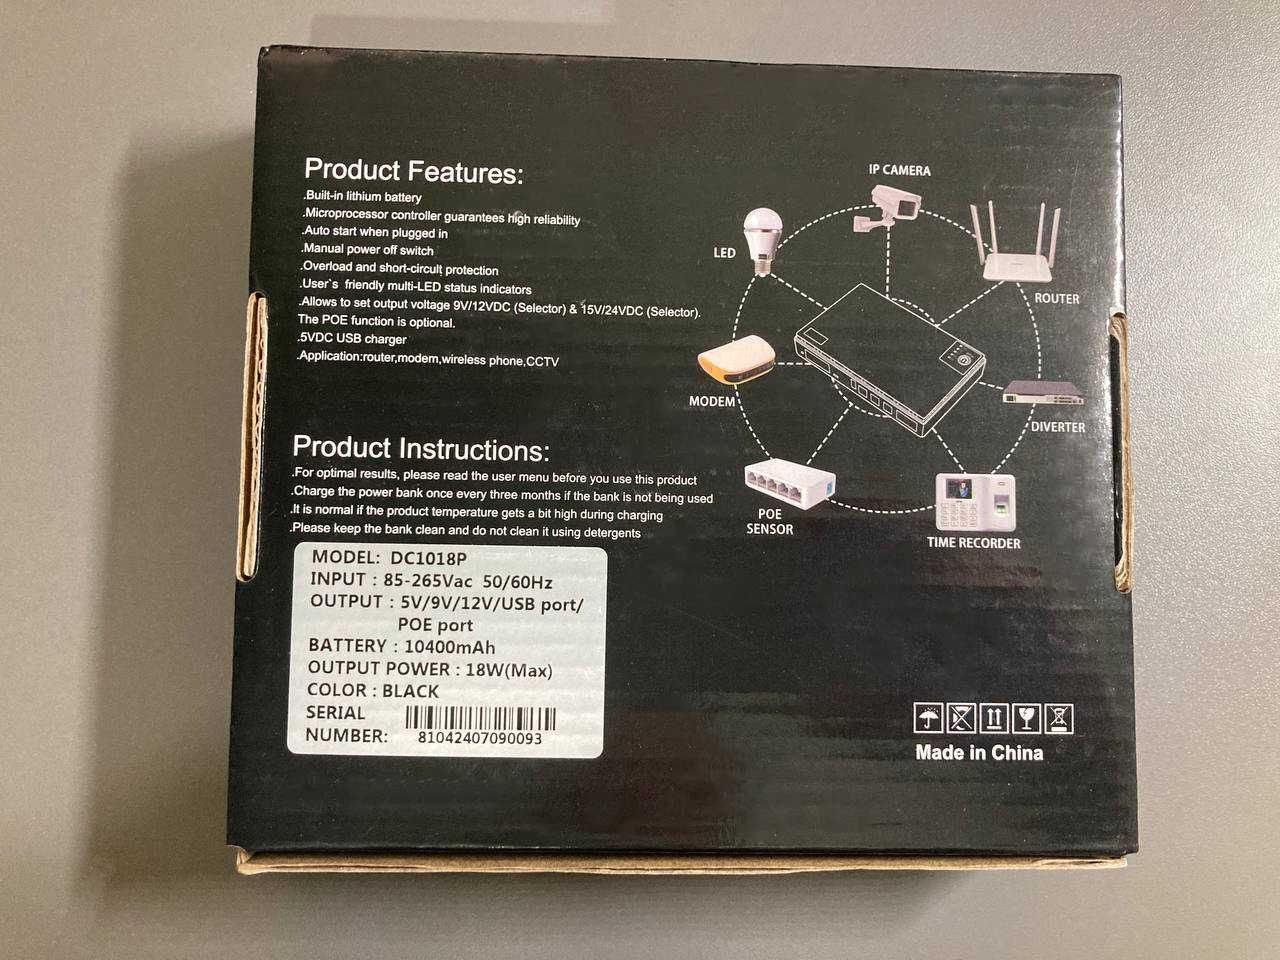 Product Features:
.Built-in lithium battery
.Microprocessor controller guarantees high reliability
.Auto start when plugged in
.Manual power off switch
.Overload and short-circuit protection
.User`s friendly multi-LED status indicators
.Allows to set output voltage 9V/12VDC (Selector) & 15V/24VDC (Selector).
The POE function is optional.
.5VDC USB charger
.Application:router,modem,wireless phone,CCTV
Product Instructions:
.For optimal results, please read the user menu before you use this product
.Charge the power bank once every three months if the bank is not being used
.It is normal if the product temperature gets a bit high during charging
.Please keep the bank clean and do not clean it using detergents
MODEL: DC1018P
INPUT : 85-265Vac 50/60Hz
OUTPUT : 5V/9V/12V/USB port/
POE port
BATTERY : 10400mAh
OUTPUT POWER : 18W(Max)
COLOR : BLACK
SERIAL
NUMBER:
81042407090093
IP CAMERA
LED
ROUTER
MODEM
DIVERTER
POE
SENSOR
TIME RECORDER
Made in China